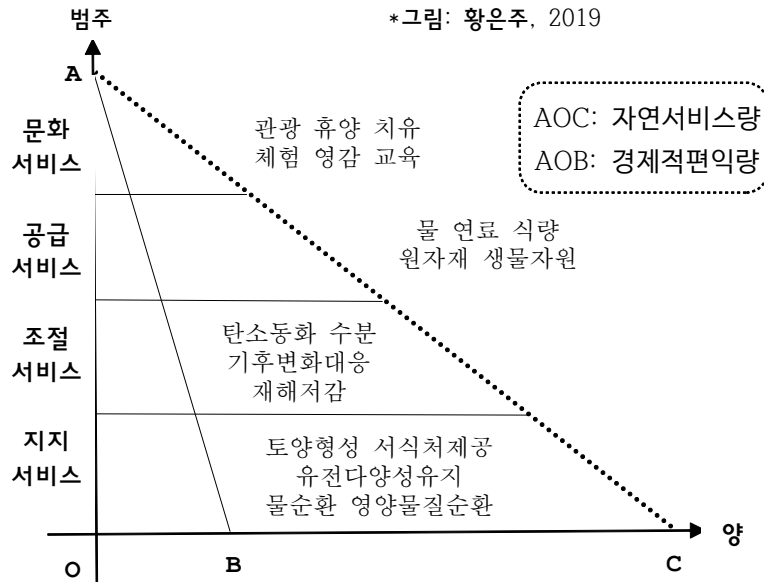 범주
*그림: 황은주, 2019
A
AOC: 자연서비스량
AOB: 경제적편익량
문화
서비스
관광 휴양 치유
체험 영감 교육
공급
서비스
물 연료 식량
원자재 생물자원
조절
서비스
탄소동화 수분
기후변화대응
재해저감
지지
서비스
토양형성 서식처제공
유전다양성유지
물순환 영양물질순환
양
O
B
C